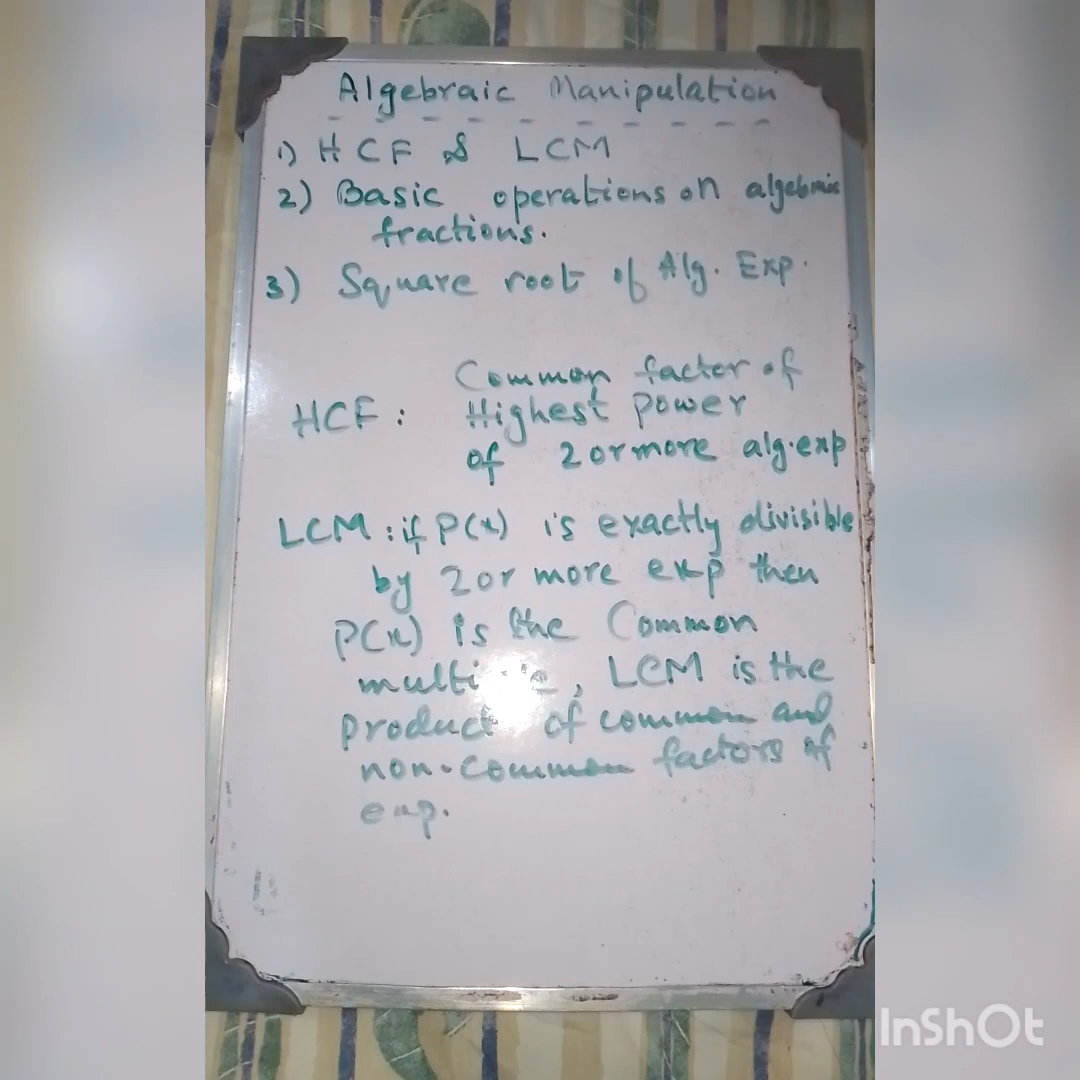 Algebraic Manipulation
1) HCF & LCM
2) Basic operations on algebraic
fractions.
3) Square root of Alg. Exp.
Common factor of
HCF : Highest power
of 2 or more alg.exp
LCM : if P(x) is exactly divisible
by 2 or more exp then
P(x) is the Common
, LCM is the
product of common and
non-common factors of
exp.
InShOt